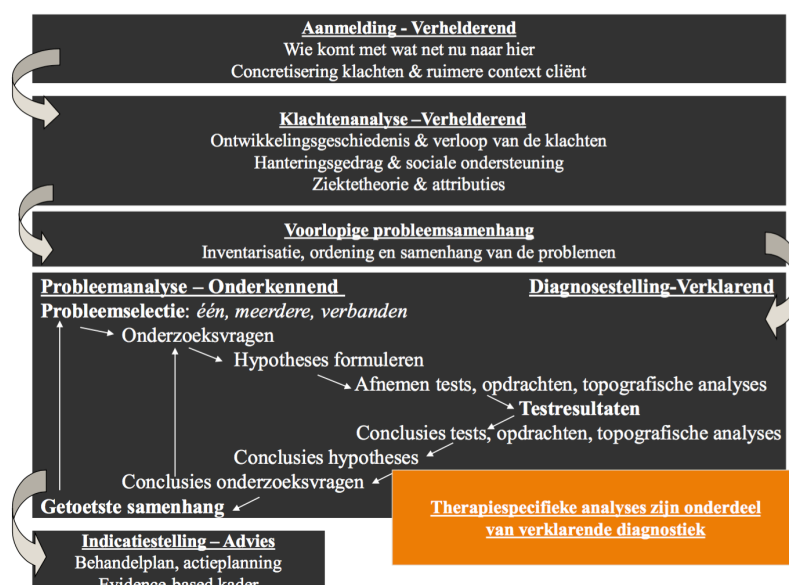 Aanmelding - Verhelderend
Wie komt met wat net nu naar hier
Concretisering klachten & ruimere context cliënt
Klachtenanalyse –Verhelderend
Ontwikkelingsgeschiedenis & verloop van de klachten
Hanteringsgedrag & sociale ondersteuning
Ziektetheorie & attributies
Voorlopige probleemsamenhang
Inventarisatie, ordening en samenhang van de problemen
Probleemanalyse – Onderkennend
Diagnosestelling-Verklarend
Probleemselectie: één, meerdere, verbanden
Onderzoeksvragen
Hypotheses formuleren
Afnemen tests, opdrachten, topografische analyses
Testresultaten
Conclusies tests, opdrachten, topografische analyses
Conclusies hypotheses
Conclusies onderzoeksvragen
Getoetste samenhang
Therapiespecifieke analyses zijn onderdeel
van verklarende diagnostiek
Indicatiestelling – Advies
Behandelplan, actieplanning
Evidence-based kader